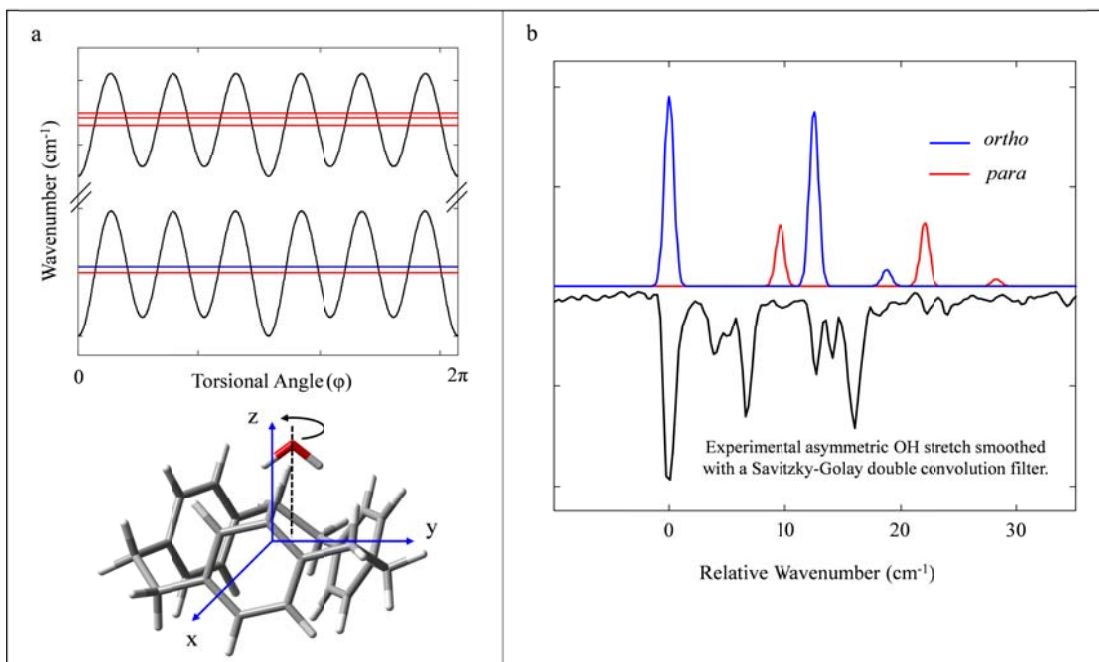 a
Wavenumber (cm⁻¹)
0
2π
Torsional Angle (φ)
z
y
x
b
ortho
para
Experimental asymmetric OH stretch smoothed
with a Savitzky-Golay double convolution filter.
0
10
20
30
Relative Wavenumber (cm⁻¹)